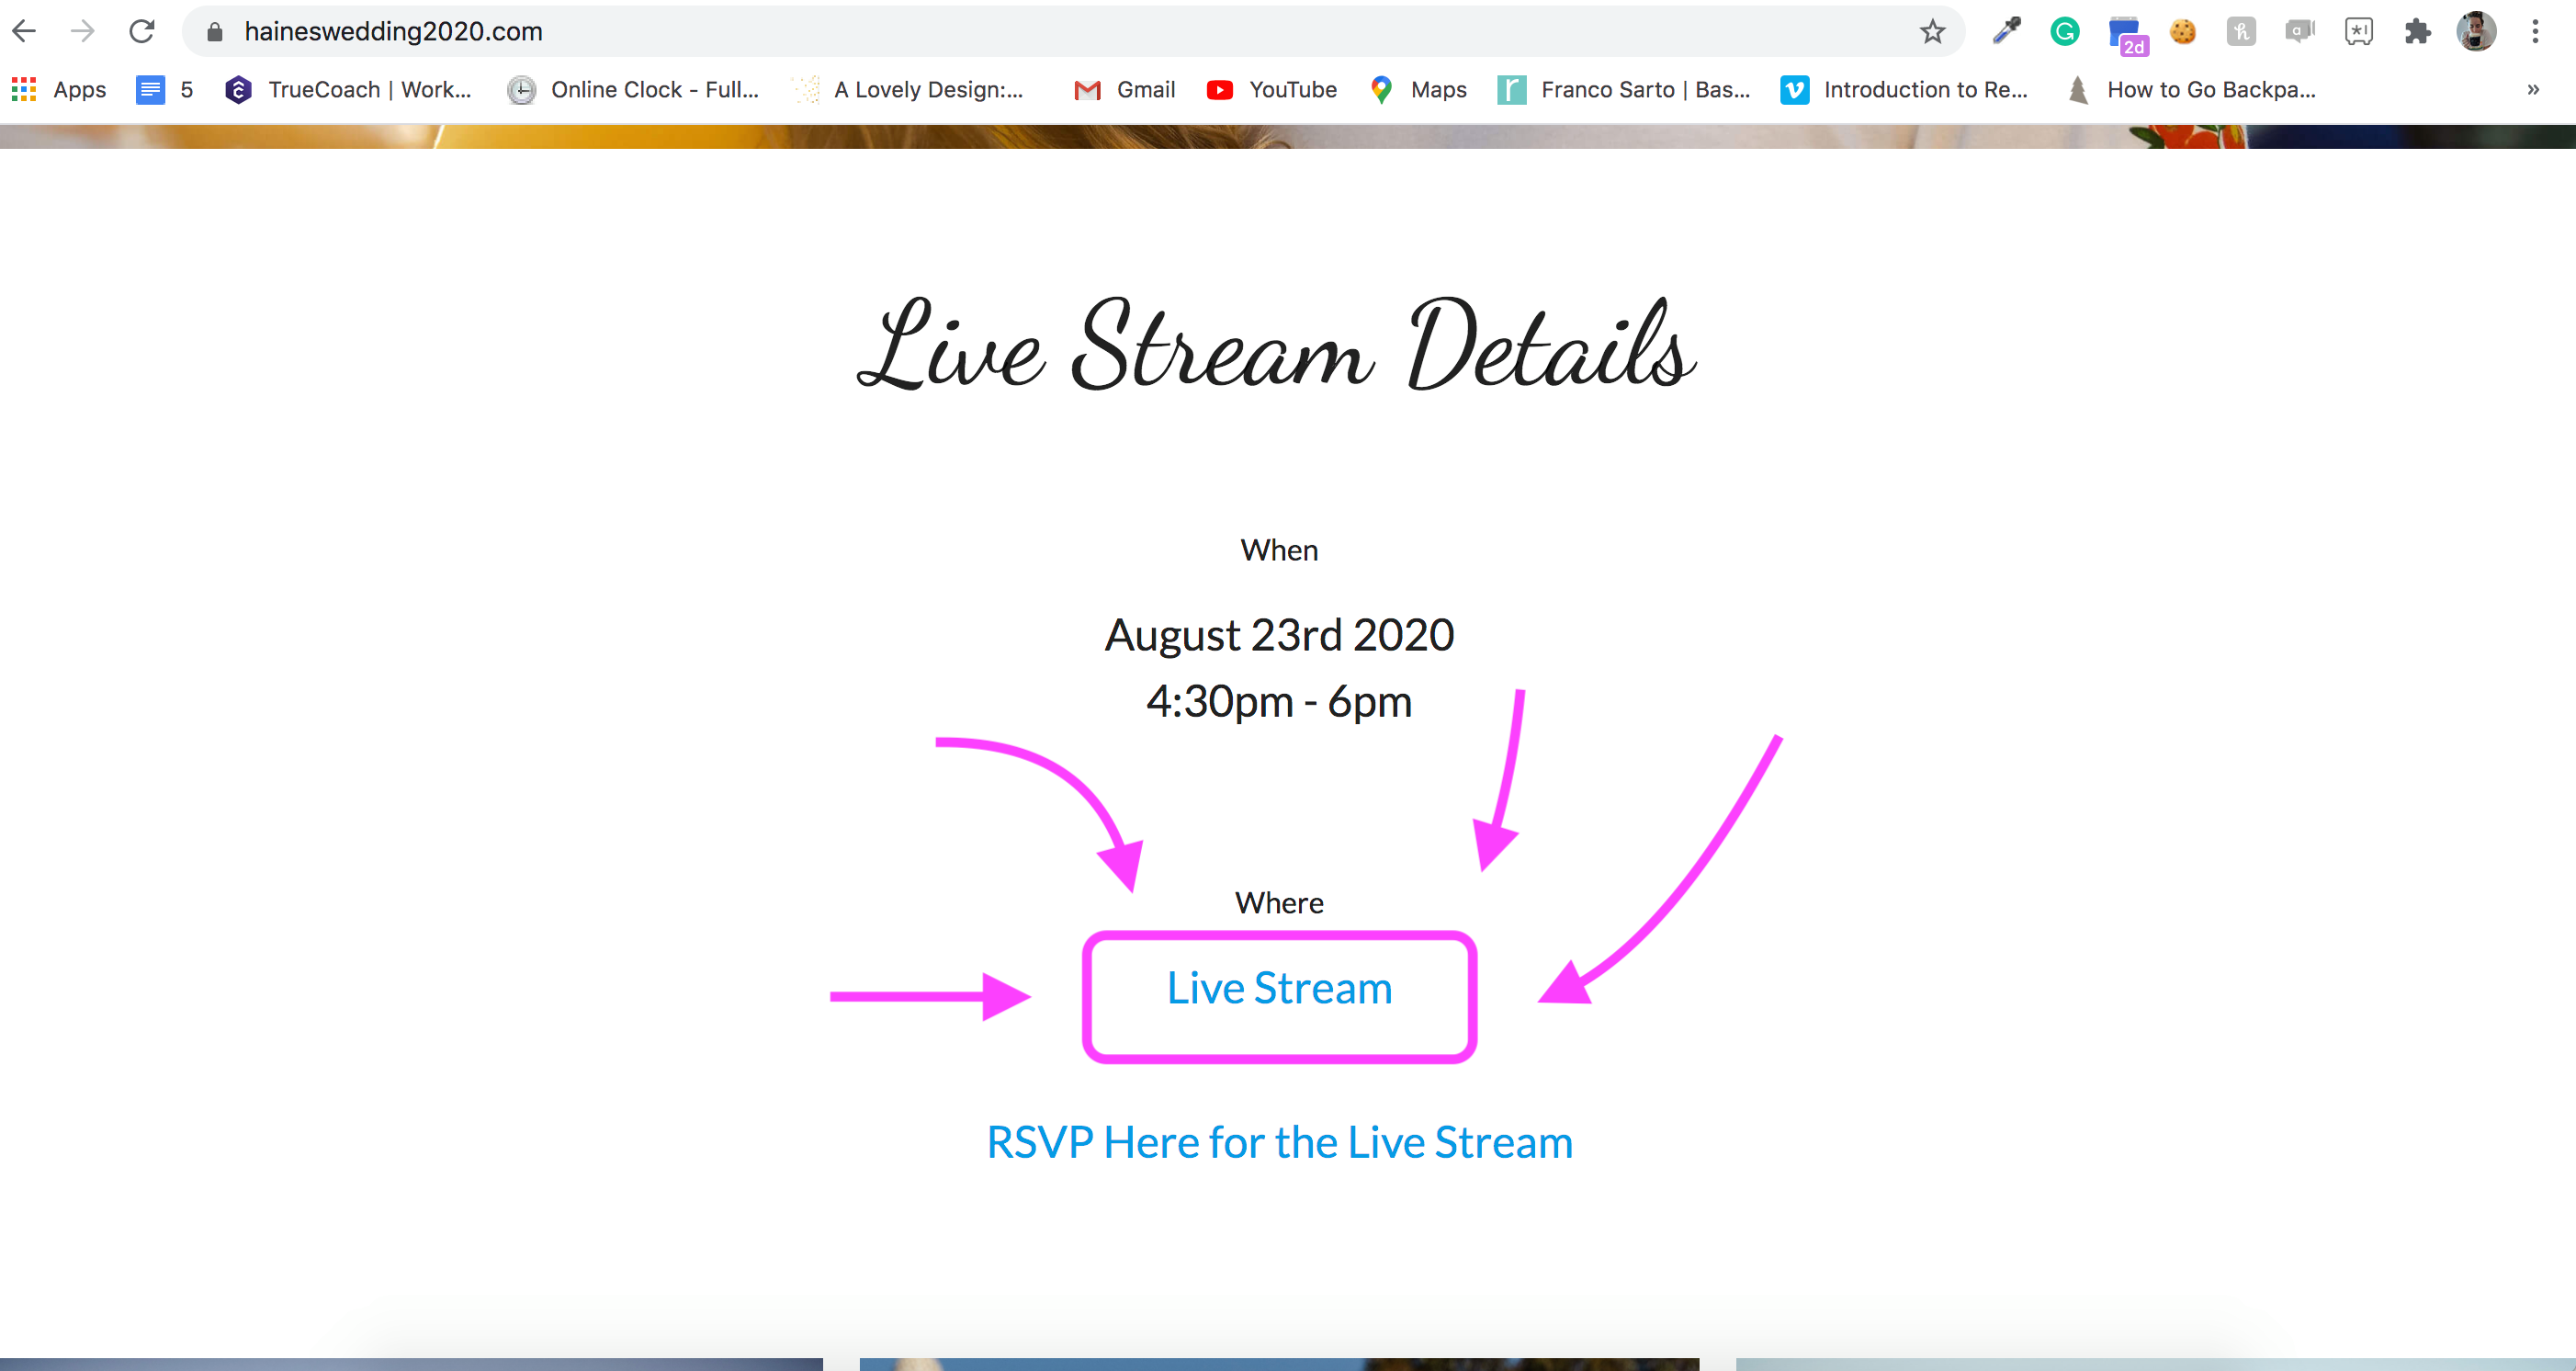 haineswedding2020.com
2d
Apps 5 TrueCoach | Work... Online Clock - Full... A Lovely Design:... Gmail YouTube Maps Franco Sarto | Bas... Introduction to Re... How to Go Backpa... »
Live Stream Details
When
August 23rd 2020
4:30pm - 6pm
Where
Live Stream
RSVP Here for the Live Stream